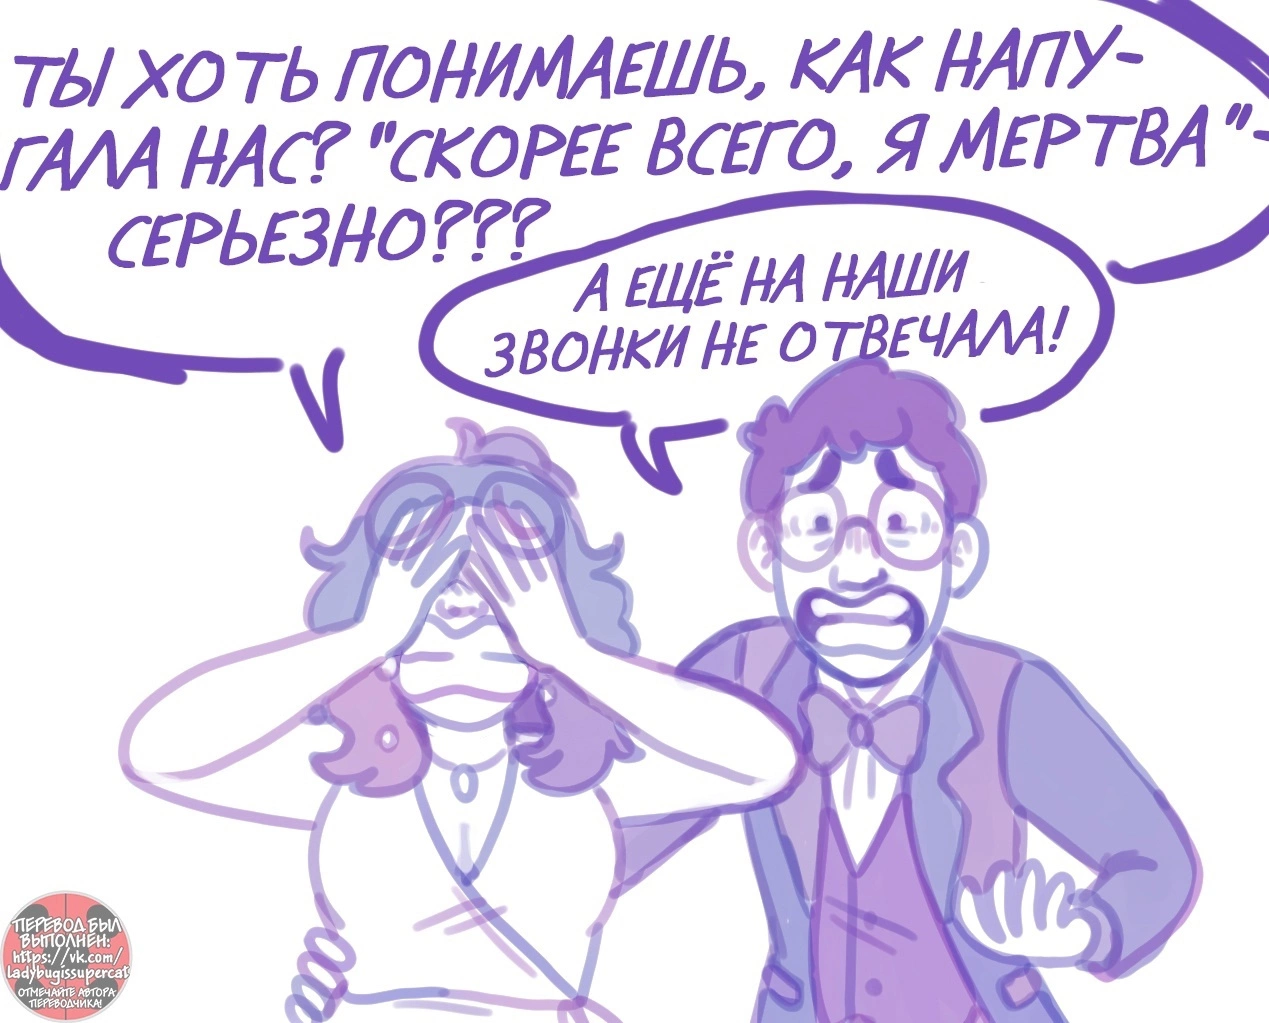 ТЫ ХОТЬ ПОНИМАЕШЬ, КАК НАПУ-
ГАЛА НАС? "СКОРЕЕ ВСЕГО, Я МЕРТВА"-
СЕРЬЕЗНО???
А ЕЩЁ НА НАШИ
ЗВОНКИ НЕ ОТВЕЧАЛА!
ПЕРЕВОД БЫЛ
ВЫПОЛНЕН:
https://vk.com/
ladybugissupercat
ОТМЕЧАЙТЕ АВТОРА
ПЕРЕВОДЧИКА!